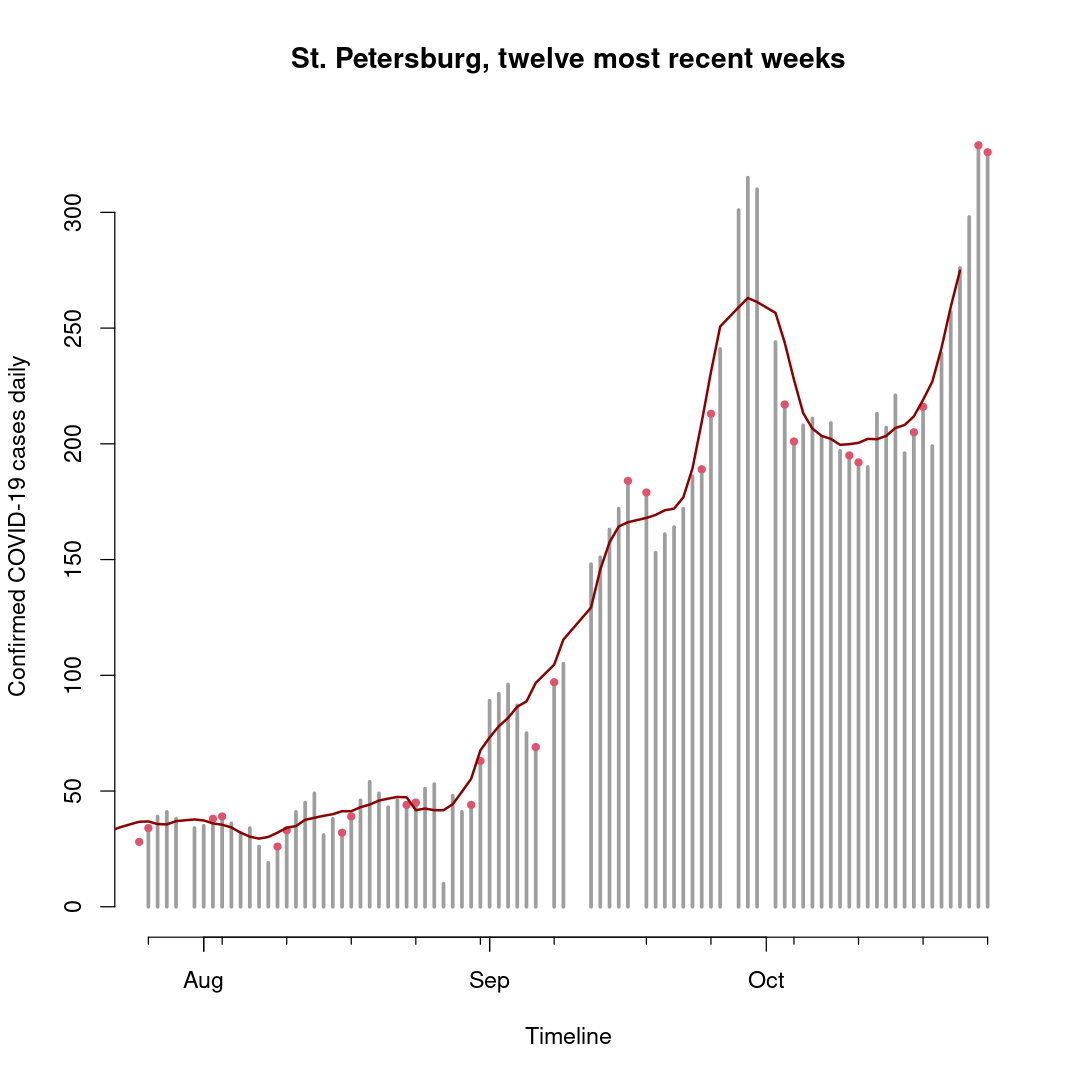 St. Petersburg, twelve most recent weeks
Confirmed COVID-19 cases daily
300
250
200
150
100
50
0
Aug Sep Oct
Timeline